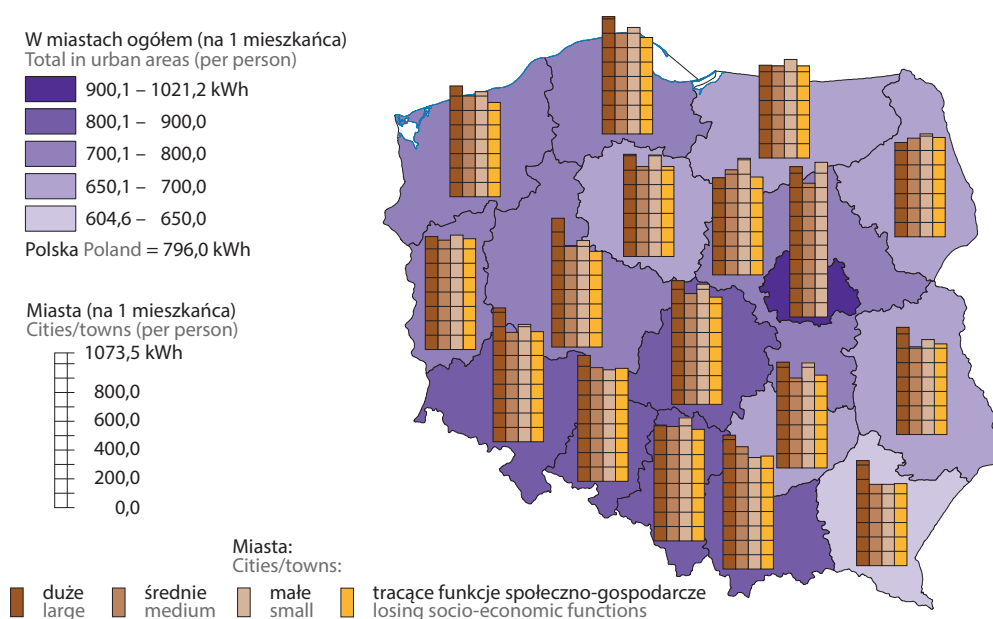 W miastach ogółem (na 1 mieszkańca)
Total in urban areas (per person)
900,1 – 1021,2 kWh
800,1 – 900,0
700,1 – 800,0
650,1 – 700,0
604,6 – 650,0
Polska Poland = 796,0 kWh
Miasta (na 1 mieszkańca)
Cities/towns (per person)
1073,5 kWh
800,0
600,0
400,0
200,0
0,0
Miasta:
Cities/towns:
duże średnie małe tracące funkcje społeczno-gospodarcze
large medium small losing socio-economic functions